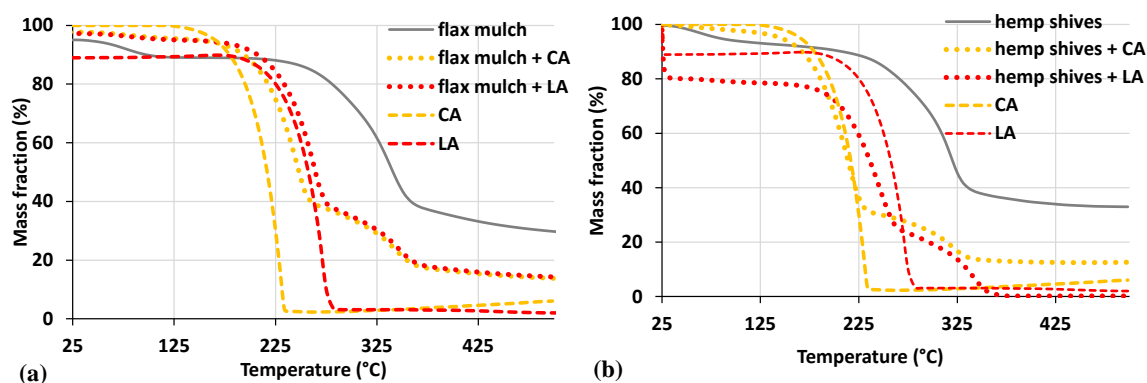 100
80
60
40
20
0
Mass fraction (%)
flax mulch
flax mulch + CA
flax mulch + LA
CA
LA
25 125 225 325 425
Temperature (°C)
(a)
100
80
60
40
20
0
Mass fraction (%)
hemp shives
hemp shives + CA
hemp shives + LA
CA
LA
25 125 225 325 425
Temperature (°C)
(b)